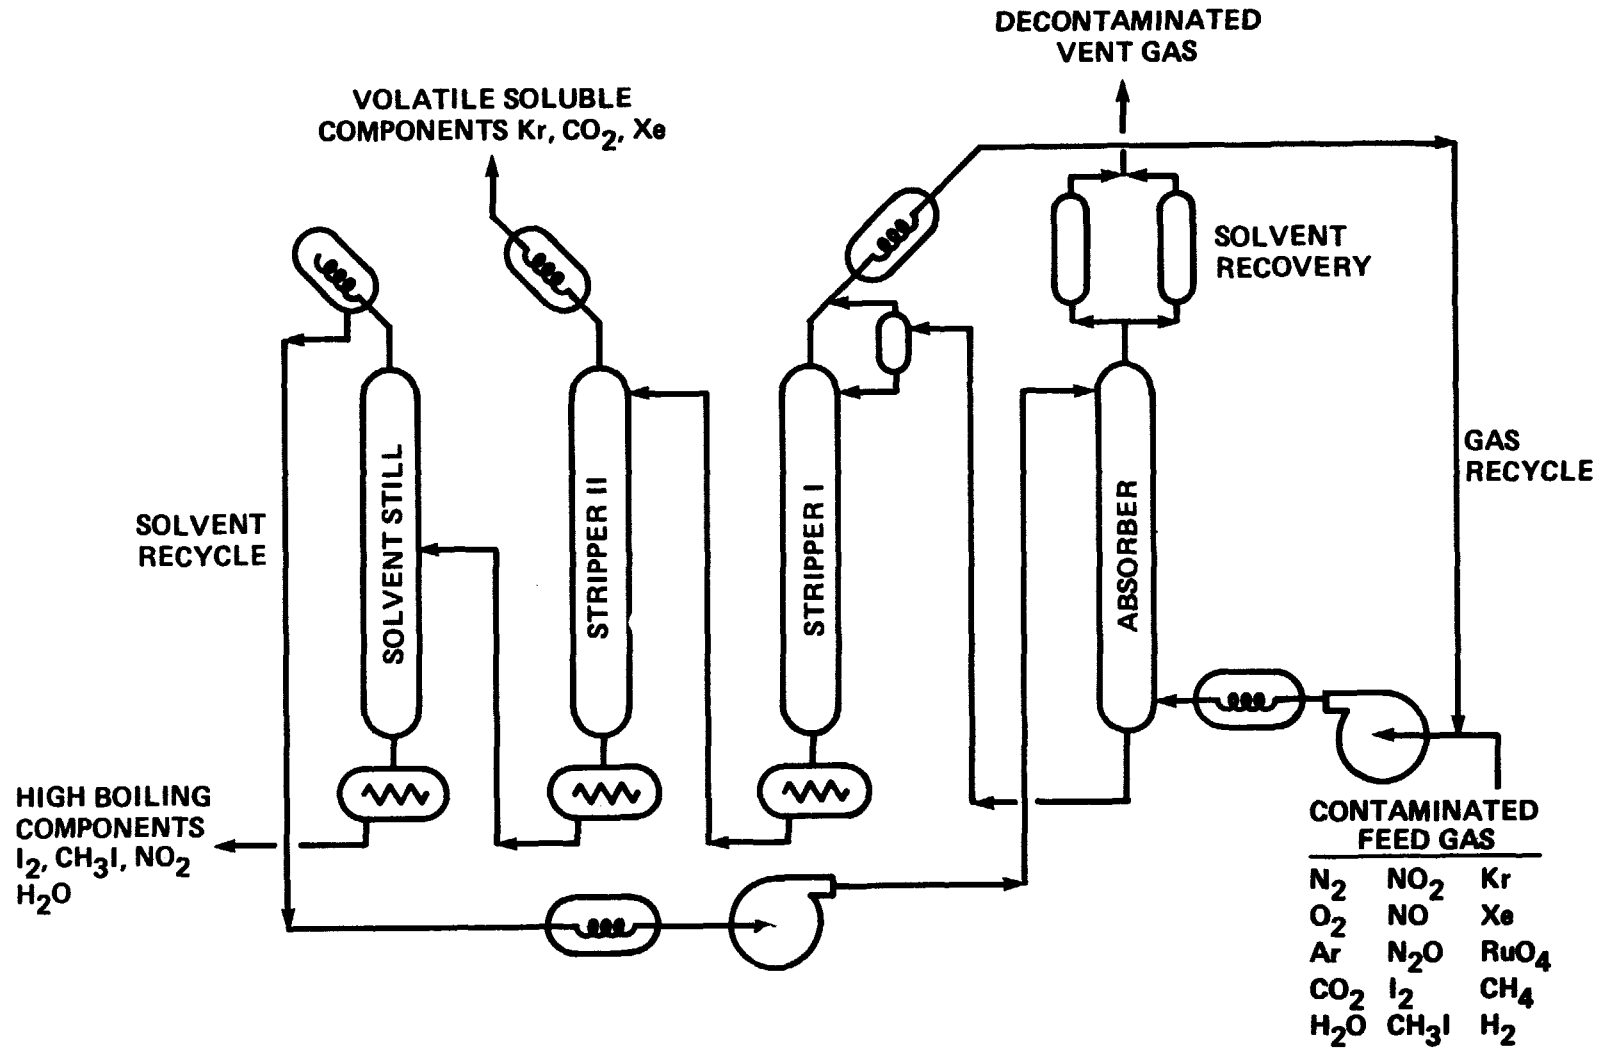 DECONTAMINATED
VENT GAS
VOLATILE SOLUBLE
COMPONENTS Kr, CO2, Xe
SOLVENT
RECOVERY
GAS
RECYCLE
SOLVENT
RECYCLE
SOLVENT STILL
STRIPPER II
STRIPPER I
ABSORBER
HIGH BOILING
COMPONENTS
I2, CH3I, NO2
H2O
CONTAMINATED
FEED GAS
N2 NO2 Kr
O2 NO Xe
Ar N2O RuO4
CO2 I2 CH4
H2O CH3I H2